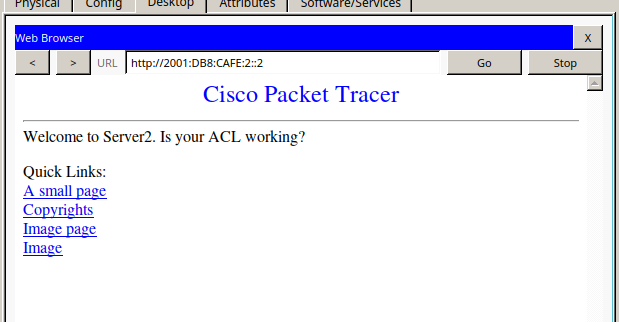 Physical Config Desktop Attributes Software/Services
Web Browser X
< > URL http://2001:DB8:CAFE:2::2 Go Stop
Cisco Packet Tracer
Welcome to Server2. Is your ACL working?
Quick Links:
A small page
Copyrights
Image page
Image